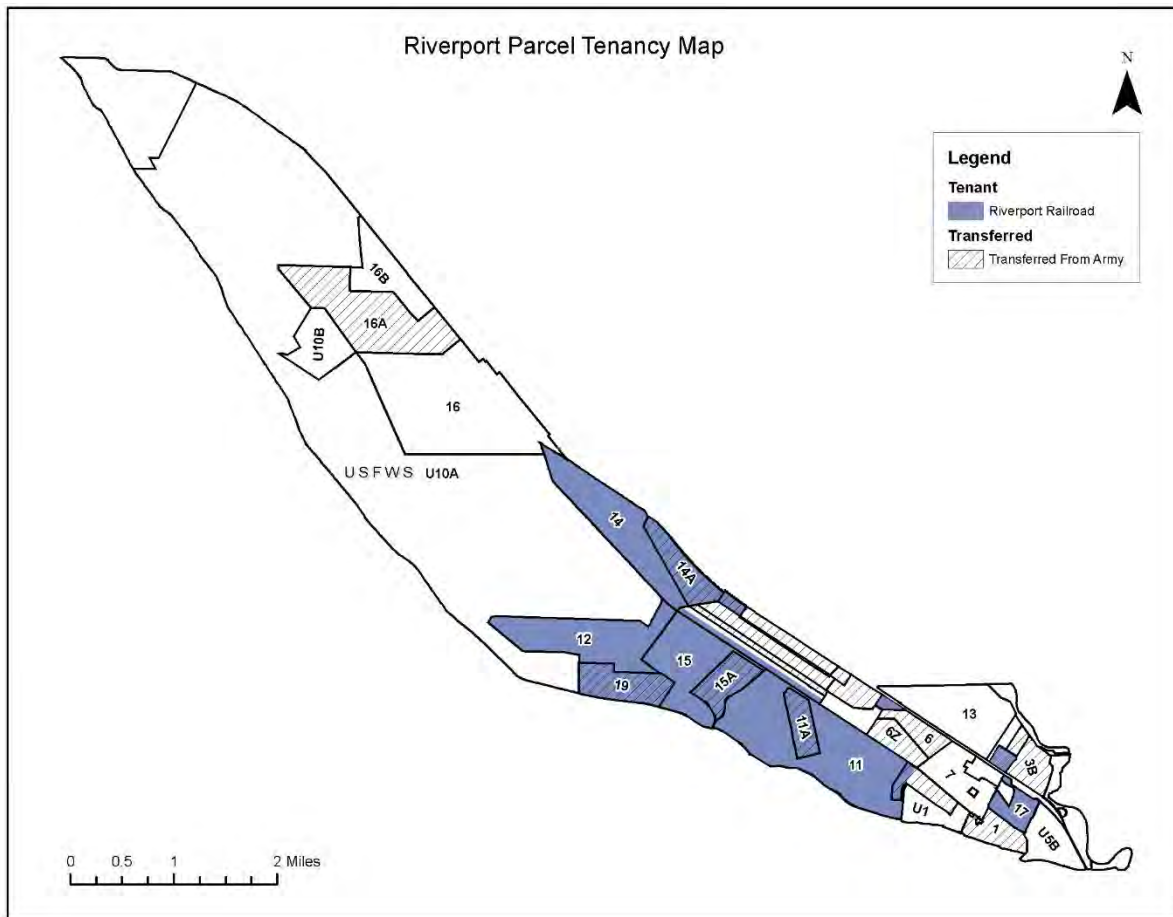 Riverport Parcel Tenancy Map
N
Legend
Tenant
Riverport Railroad
Transferred
Transferred From Army
16B
16A
U10B
16
USFWS U10A
14
14A
12
15
19
15A
11A
11
13
6
6Z
3B
7
17
U1
1
U5B
0 0.5 1 2 Miles